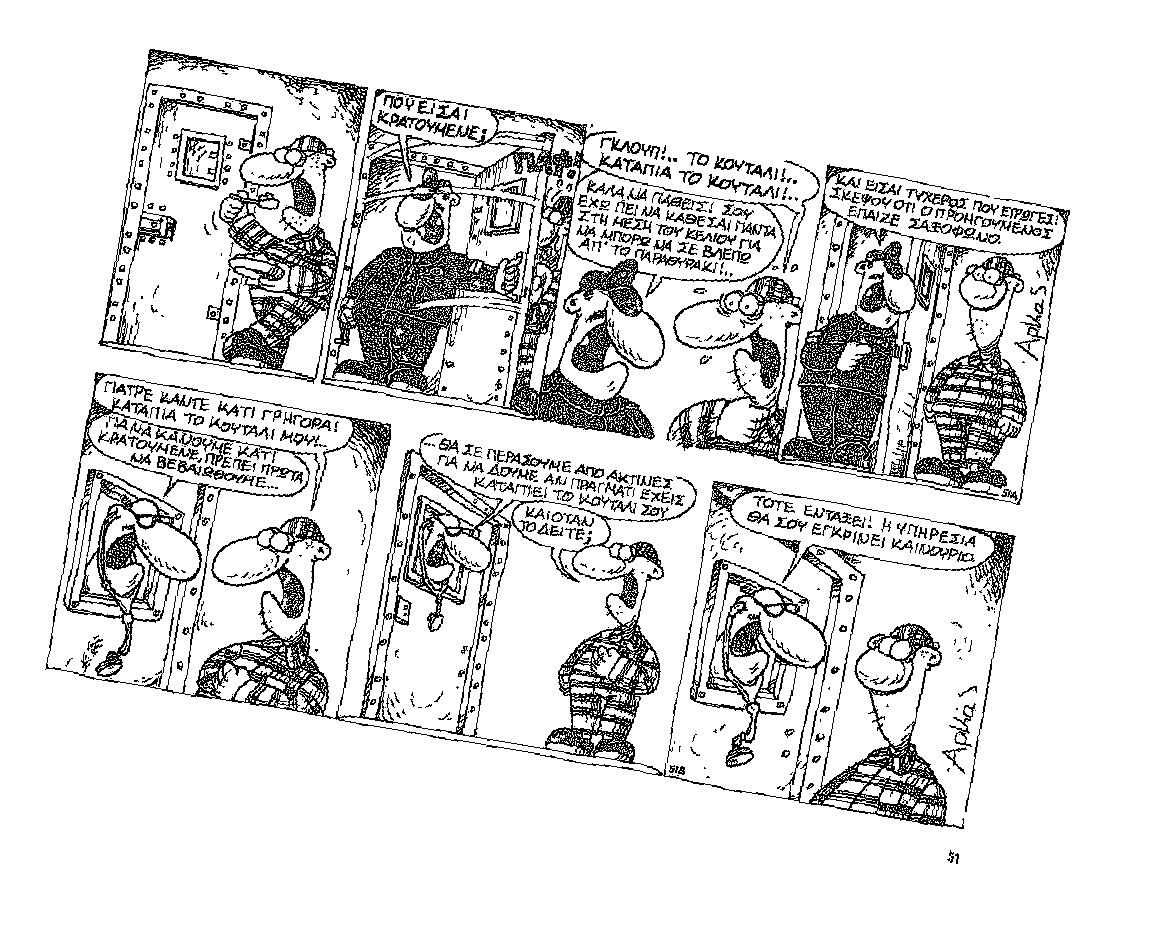 ΠΟΥ ΕΙΣΑΙ
ΚΡΑΤΟΥΜΕΝΕ;
ΓΚΛΟΥΠ!.. ΤΟ ΚΟΥΤΑΛΙ!..
ΚΑΤΑΠΙΑ ΤΟ ΚΟΥΤΑΛΙ!..
ΚΑΛΑ ΝΑ ΠΑΘΕΙΣ! ΣΟΥ
ΕΧΩ ΠΕΙ ΝΑ ΚΑΘΕΣΑΙ ΠΑΝΤΑ
ΣΤΗ ΜΕΣΗ ΤΟΥ ΚΕΛΙΟΥ ΓΙΑ
ΝΑ ΜΠΟΡΩ ΝΑ ΣΕ ΒΛΕΠΩ
ΑΠ' ΤΟ ΠΑΡΑΘΥΡΑΚΙ!..
ΚΑΙ ΕΙΣΑΙ ΤΥΧΕΡΟΣ ΠΟΥ ΕΤΡΩΓΕΣ!
ΣΚΕΨΟΥ ΟΤΙ Ο ΠΡΟΗΓΟΥΜΕΝΟΣ
ΕΠΑΙΖΕ ΣΑΞΟΦΩΝΟ.
Αρκάς
51A
ΓΙΑΤΡΕ ΚΑΝΤΕ ΚΑΤΙ ΓΡΗΓΟΡΑ!
ΚΑΤΑΠΙΑ ΤΟ ΚΟΥΤΑΛΙ ΜΟΥ!..
ΓΙΑ ΝΑ ΚΑΝΟΥΜΕ ΚΑΤΙ
ΚΡΑΤΟΥΜΕΝΕ, ΠΡΕΠΕΙ ΠΡΩΤΑ
ΝΑ ΒΕΒΑΙΩΘΟΥΜΕ...
... ΘΑ ΣΕ ΠΕΡΑΣΟΥΜΕ ΑΠΟ ΑΚΤΙΝΕΣ
ΓΙΑ ΝΑ ΔΟΥΜΕ ΑΝ ΠΡΑΓΜΑΤΙ ΕΧΕΙΣ
ΚΑΤΑΠΙΕΙ ΤΟ ΚΟΥΤΑΛΙ ΣΟΥ
ΚΑΙ ΟΤΑΝ
ΤΟ ΔΕΙΤΕ;
ΤΟΤΕ ΕΝΤΑΞΕΙ! Η ΥΠΗΡΕΣΙΑ
ΘΑ ΣΟΥ ΕΓΚΡΙΝΕΙ ΚΑΙΝΟΥΡΙΟ.
Αρκάς
51B
51